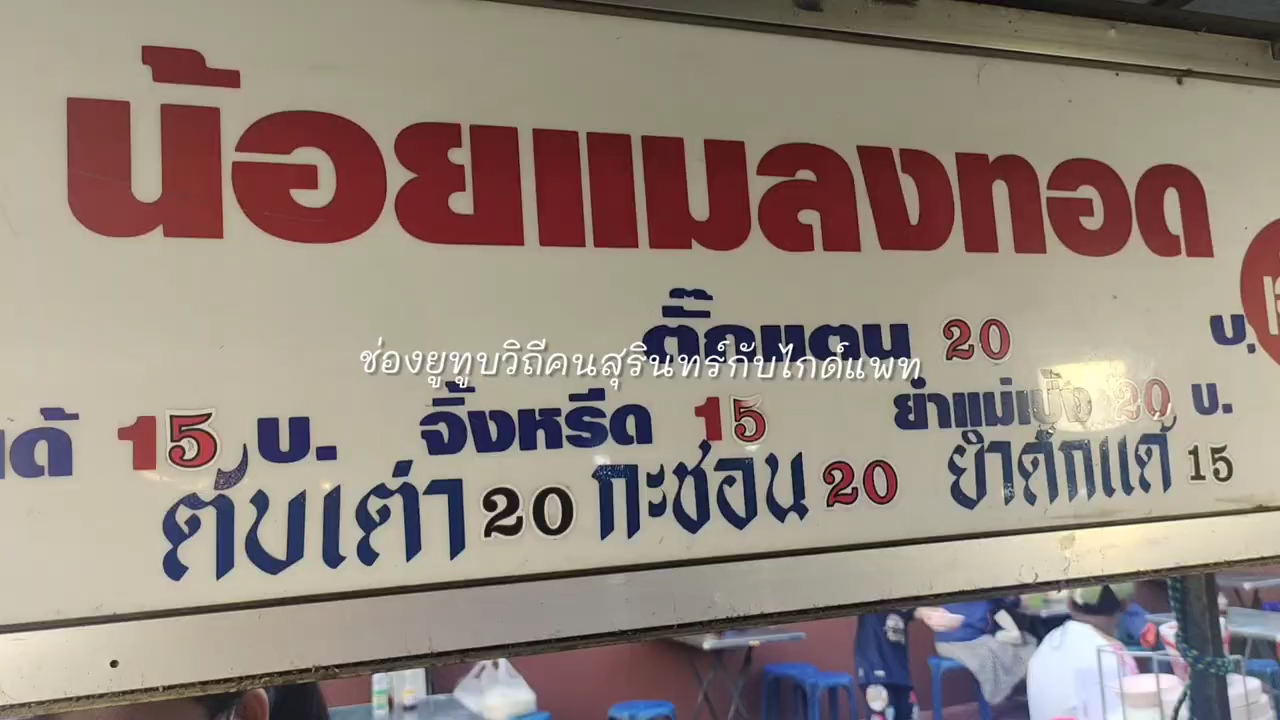 น้อยแมลงทอด
ตั๊กแตน 20 บ.
ช่องยูทูบวิถีคนสุรินทร์กับไกด์แพท
15 บ. จิ้งหรีด 15 ยำแม่เป้ง 20 บ.
ตับเต่า 20 กะชอน 20 ยำดักแด้ 15